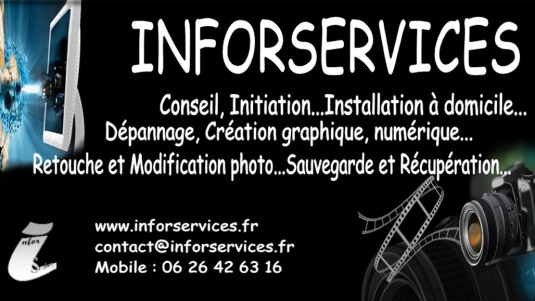 INFORSERVICES
Conseil, Initiation...Installation à domicile...
Dépannage, Création graphique, numérique...
Retouche et Modification photo...Sauvegarde et Récupération...
www.inforservices.fr
contact@inforservices.fr
Mobile : 06 26 42 63 16
nfor